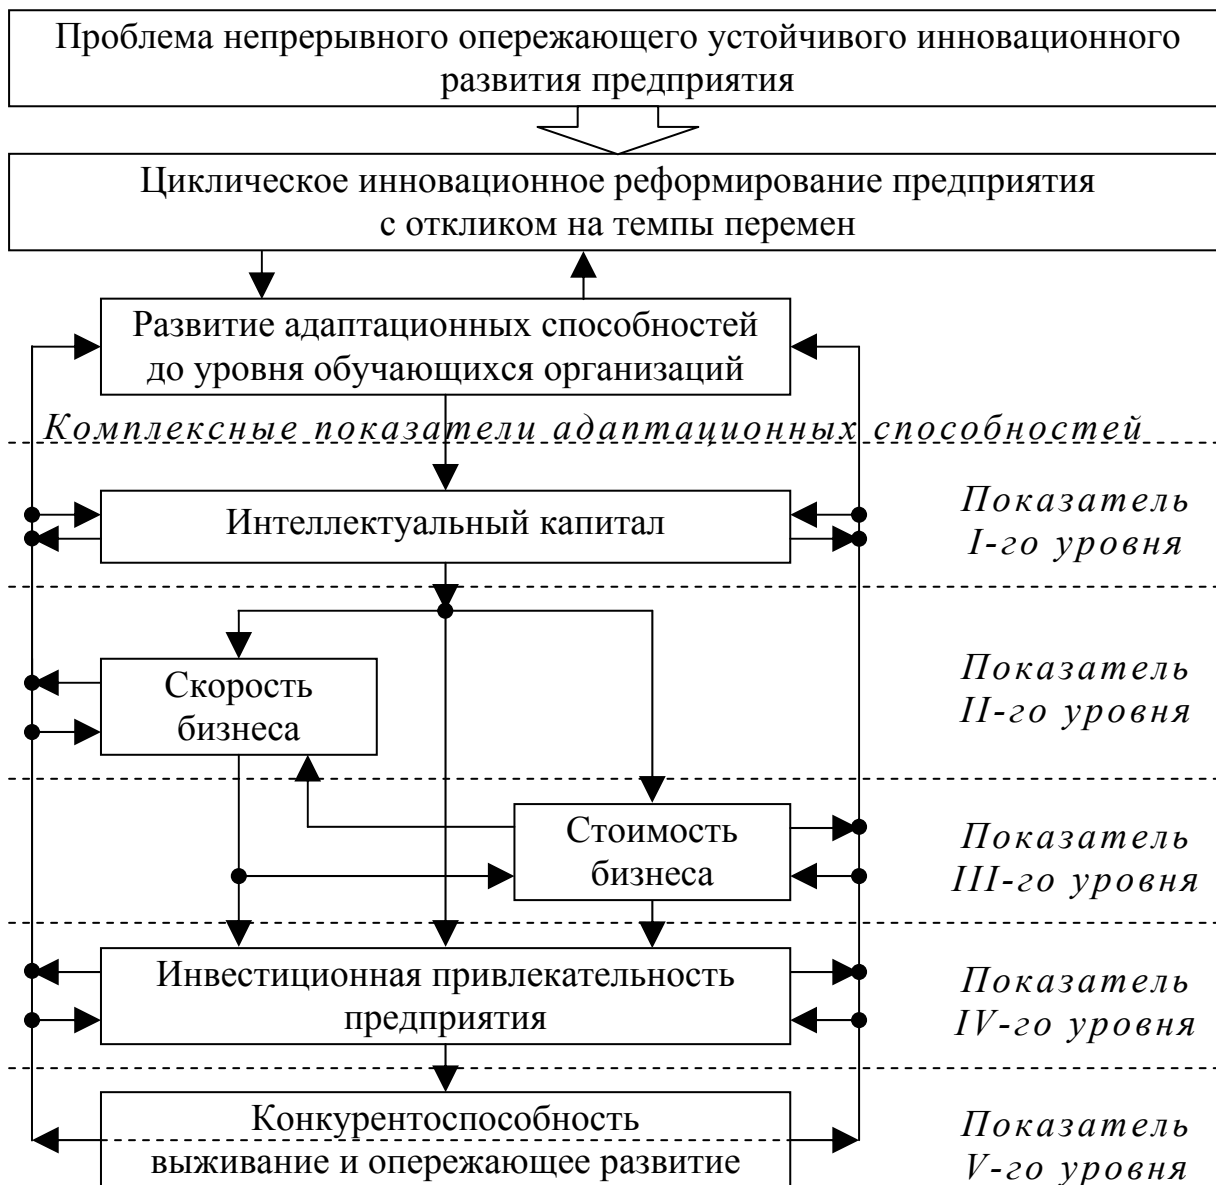 Проблема непрерывного опережающего устойчивого инновационного
развития предприятия
Циклическое инновационное реформирование предприятия
с откликом на темпы перемен
Развитие адаптационных способностей
до уровня обучающихся организаций
Комплексные показатели адаптационных способностей
Интеллектуальный капитал
Показатель
I-го уровня
Скорость
бизнеса
Показатель
II-го уровня
Стоимость
бизнеса
Показатель
III-го уровня
Инвестиционная привлекательность
предприятия
Показатель
IV-го уровня
Конкурентоспособность
выживание и опережающее развитие
Показатель
V-го уровня